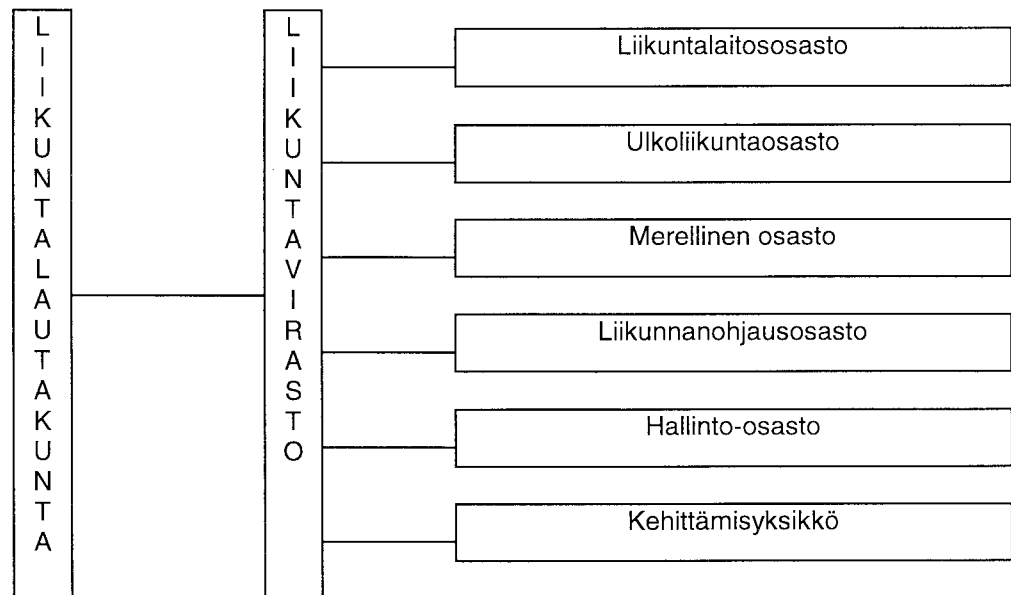 LIIKUNTALAUTAKUNTA
LIIKUNTAVIRASTO
Liikuntalaitososasto
Ulkoliikuntaosasto
Merellinen osasto
Liikunnanohjausosasto
Hallinto-osasto
Kehittämisyksikkö